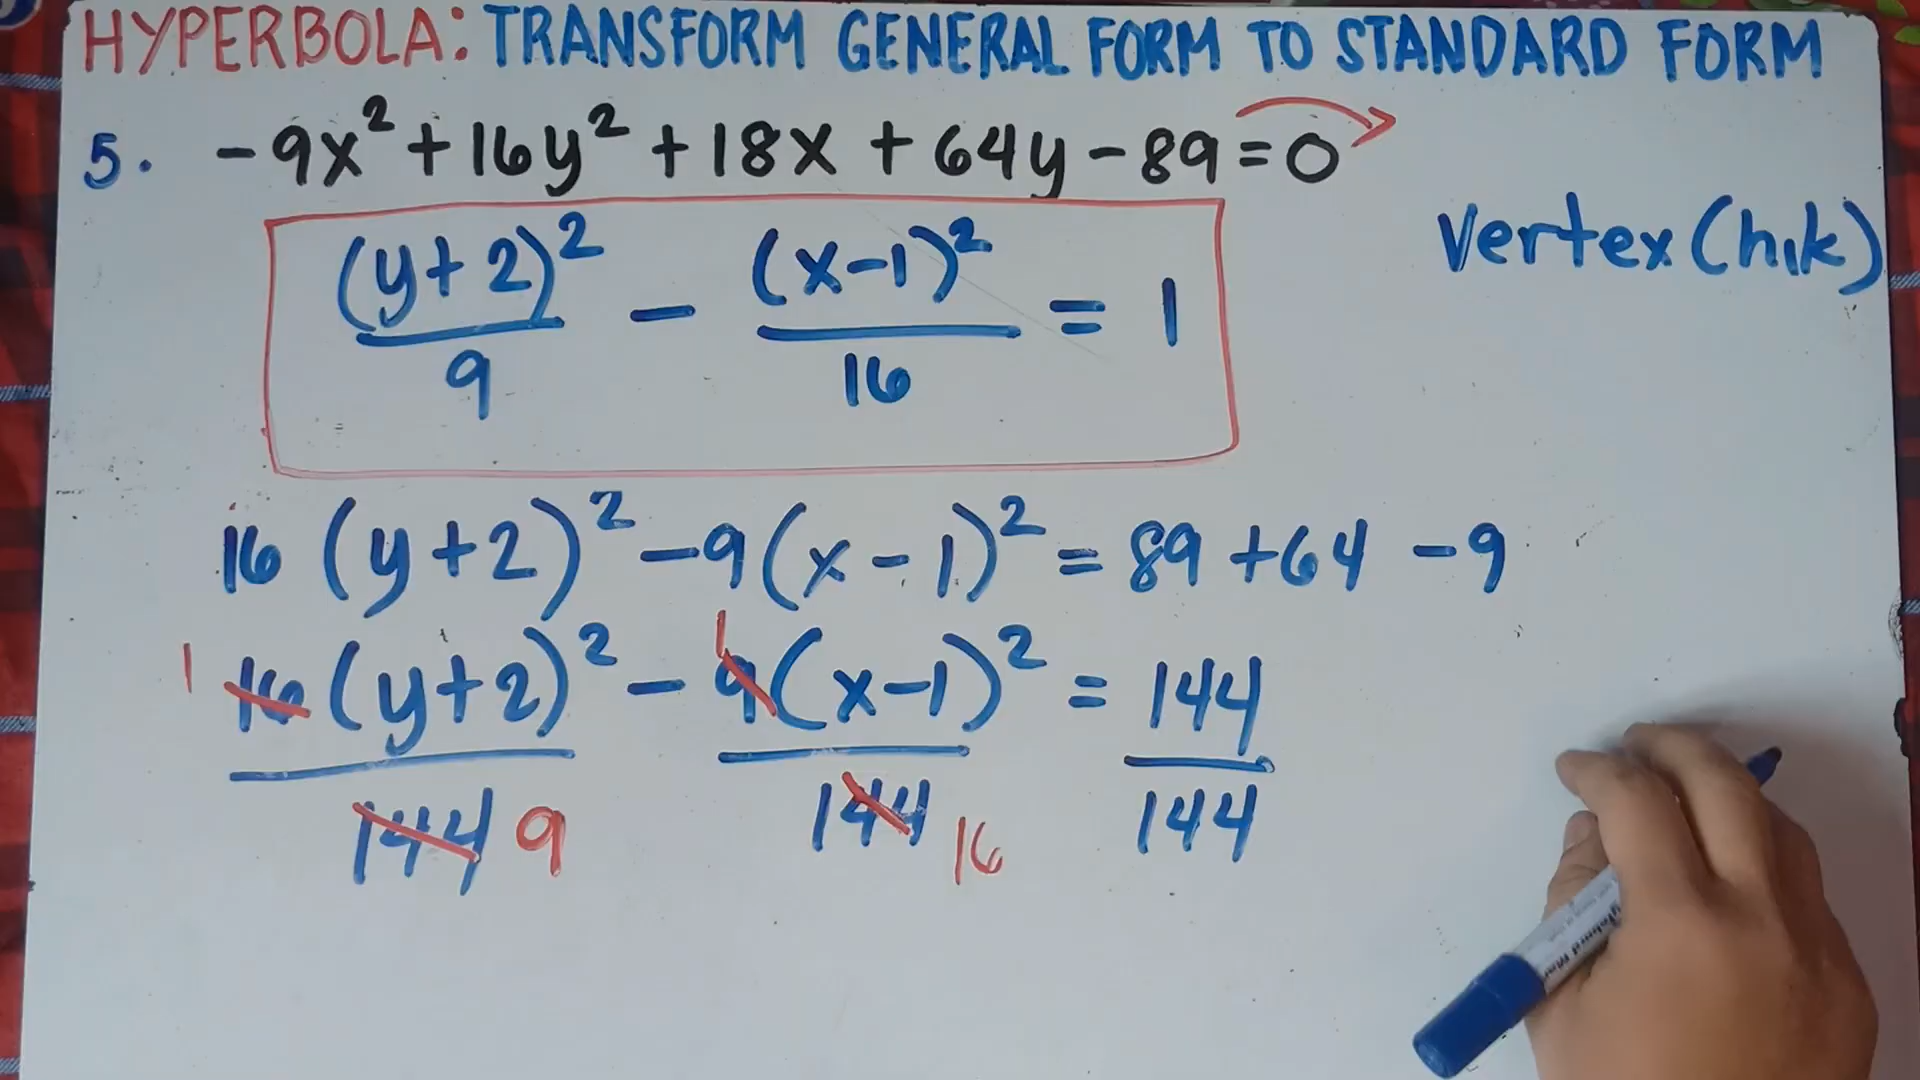 HYPERBOLA: TRANSFORM GENERAL FORM TO STANDARD FORM
5. -9x² + 16y² + 18x + 64y - 89 = 0
Vertex (h,k)
(y+2)²/9 - (x-1)²/16 = 1
16 (y+2)² - 9(x-1)² = 89 + 64 - 9
1 16(y+2)² - 1 9(x-1)² = 144
144 9 144 16 144